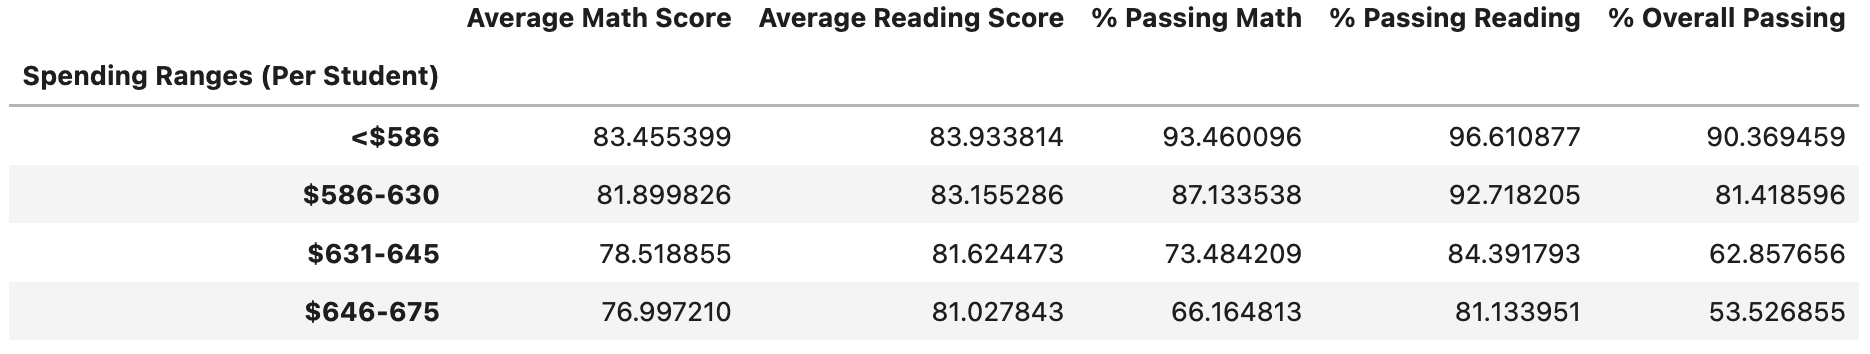 Average Math Score Average Reading Score % Passing Math % Passing Reading % Overall Passing
Spending Ranges (Per Student)
<$586 83.455399 83.933814 93.460096 96.610877 90.369459
$586-630 81.899826 83.155286 87.133538 92.718205 81.418596
$631-645 78.518855 81.624473 73.484209 84.391793 62.857656
$646-675 76.997210 81.027843 66.164813 81.133951 53.526855